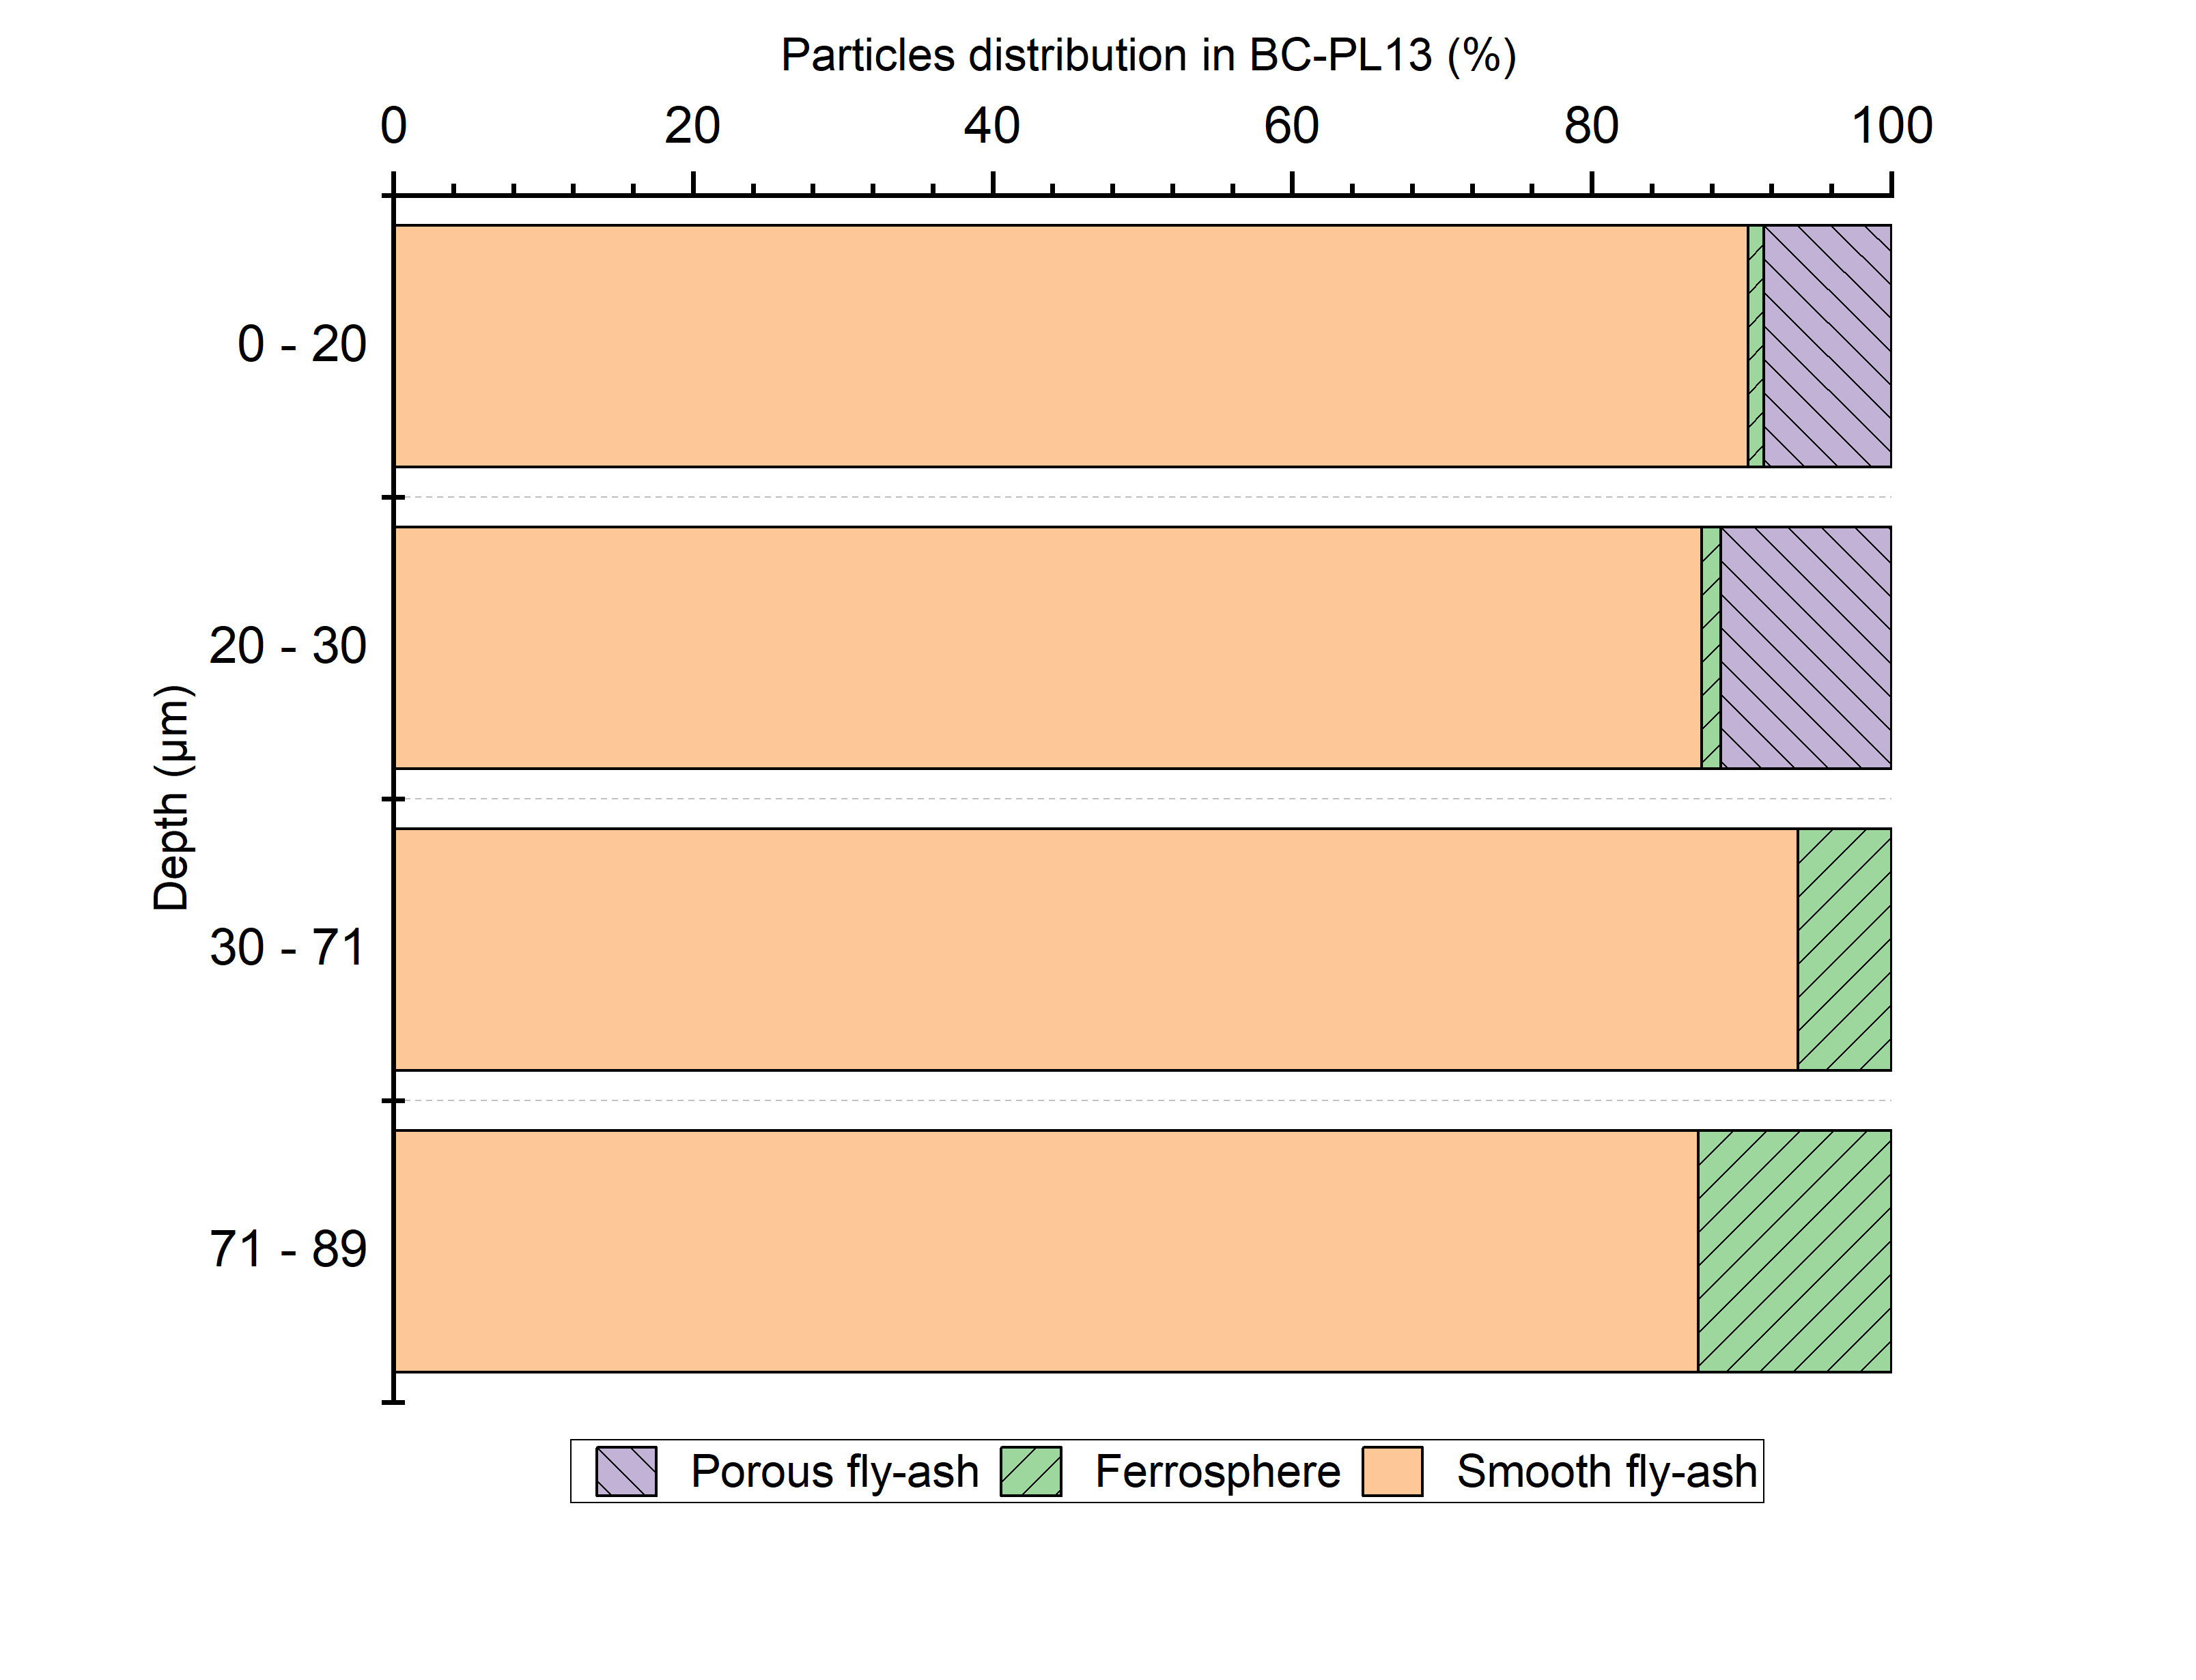 Particles distribution in BC-PL13 (%)
0 20 40 60 80 100
0 - 20
20 - 30
30 - 71
71 - 89
Depth (µm)
Porous fly-ash Ferrosphere Smooth fly-ash